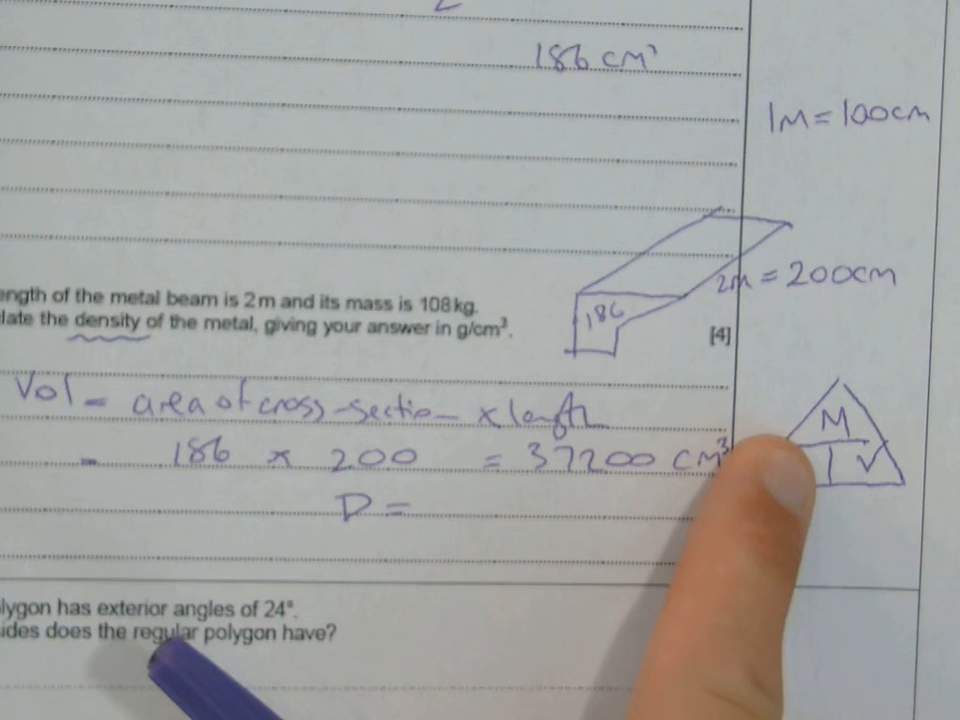 186 cm²
1M = 100cm
ength of the metal beam is 2 m and its mass is 108 kg.
late the density of the metal, giving your answer in g/cm³.
[4]
186
2m = 200cm
Vol = area of cross-section × length
= 186 × 200 = 37200 cm³
D =
M
V
lygon has exterior angles of 24°.
ides does the regular polygon have?